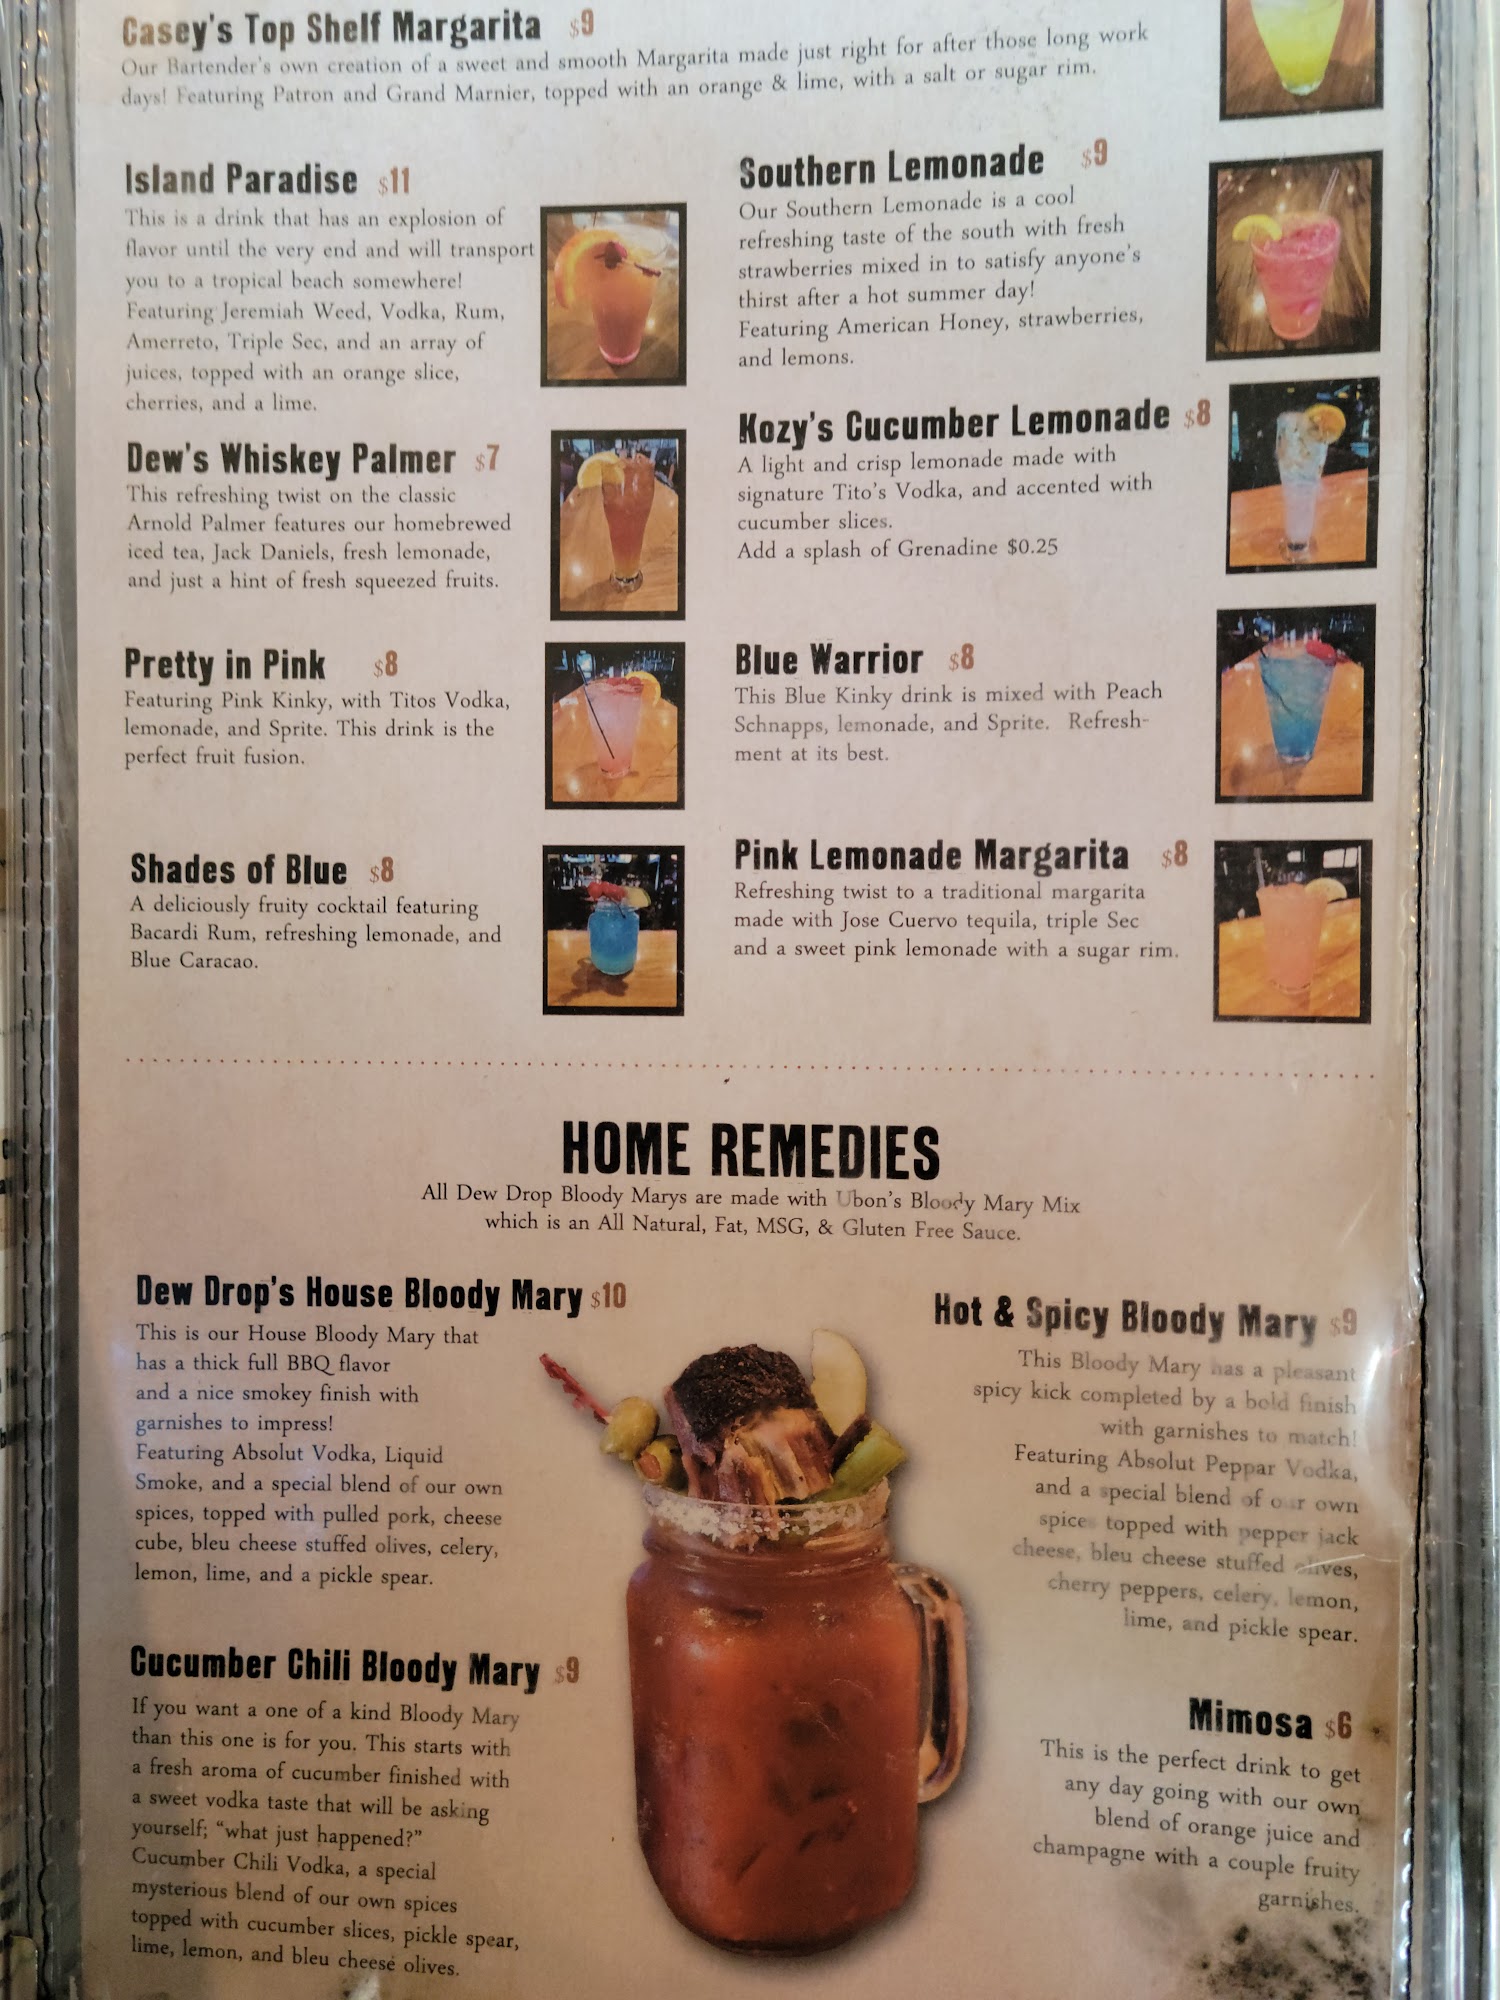 Casey's Top Shelf Margarita $9
Our Bartender's own creation of a sweet and smooth Margarita made just right for after those long work
days! Featuring Patron and Grand Marnier, topped with an orange & lime, with a salt or sugar rim.
Island Paradise $11
This is a drink that has an explosion of
flavor until the very end and will transport
you to a tropical beach somewhere!
Featuring Jeremiah Weed, Vodka, Rum,
Amerreto, Triple Sec, and an array of
juices, topped with an orange slice,
cherries, and a lime.
Southern Lemonade $9
Our Southern Lemonade is a cool
refreshing taste of the south with fresh
strawberries mixed in to satisfy anyone's
thirst after a hot summer day!
Featuring American Honey, strawberries,
and lemons.
Dew's Whiskey Palmer $7
This refreshing twist on the classic
Arnold Palmer features our homebrewed
iced tea, Jack Daniels, fresh lemonade,
and just a hint of fresh squeezed fruits.
Kozy's Cucumber Lemonade $8
A light and crisp lemonade made with
signature Tito's Vodka, and accented with
cucumber slices.
Add a splash of Grenadine $0.25
Pretty in Pink $8
Featuring Pink Kinky, with Titos Vodka,
lemonade, and Sprite. This drink is the
perfect fruit fusion.
Blue Warrior $8
This Blue Kinky drink is mixed with Peach
Schnapps, lemonade, and Sprite. Refresh-
ment at its best.
Shades of Blue $8
A deliciously fruity cocktail featuring
Bacardi Rum, refreshing lemonade, and
Blue Caracao.
Pink Lemonade Margarita $8
Refreshing twist to a traditional margarita
made with Jose Cuervo tequila, triple Sec
and a sweet pink lemonade with a sugar rim.
HOME REMEDIES
All Dew Drop Bloody Marys are made with Ubon's Bloody Mary Mix
which is an All Natural, Fat, MSG, & Gluten Free Sauce.
Dew Drop's House Bloody Mary $10
This is our House Bloody Mary that
has a thick full BBQ flavor
and a nice smokey finish with
garnishes to impress!
Featuring Absolut Vodka, Liquid
Smoke, and a special blend of our own
spices, topped with pulled pork, cheese
cube, bleu cheese stuffed olives, celery,
lemon, lime, and a pickle spear.
Hot & Spicy Bloody Mary $9
This Bloody Mary has a pleasant
spicy kick completed by a bold finish
with garnishes to match!
Featuring Absolut Peppar Vodka,
and a special blend of our own
spices topped with pepper jack
cheese, bleu cheese stuffed olives,
cherry peppers, celery, lemon,
lime, and pickle spear.
Cucumber Chili Bloody Mary $9
If you want a one of a kind Bloody Mary
than this one is for you. This starts with
a fresh aroma of cucumber finished with
a sweet vodka taste that will be asking
yourself; "what just happened?"
Cucumber Chili Vodka, a special
mysterious blend of our own spices
topped with cucumber slices, pickle spear,
lime, lemon, and bleu cheese olives.
Mimosa $6
This is the perfect drink to get
any day going with our own
blend of orange juice and
champagne with a couple fruity
garnishes.